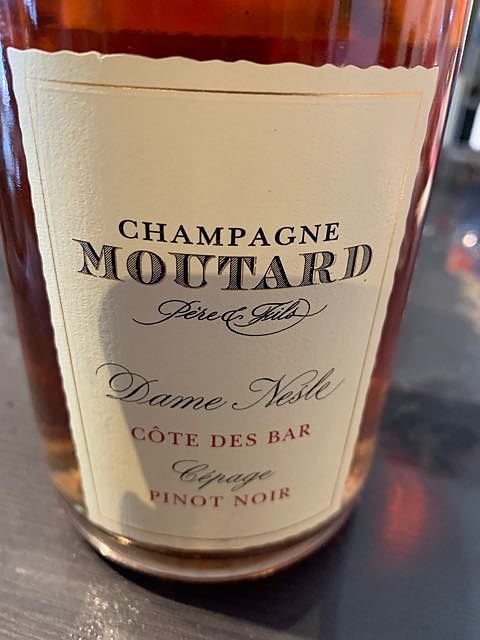 CHAMPAGNE
MOUTARD
Père & Fils
Dame Nesle
CÔTE DES BAR
Cépage
PINOT NOIR